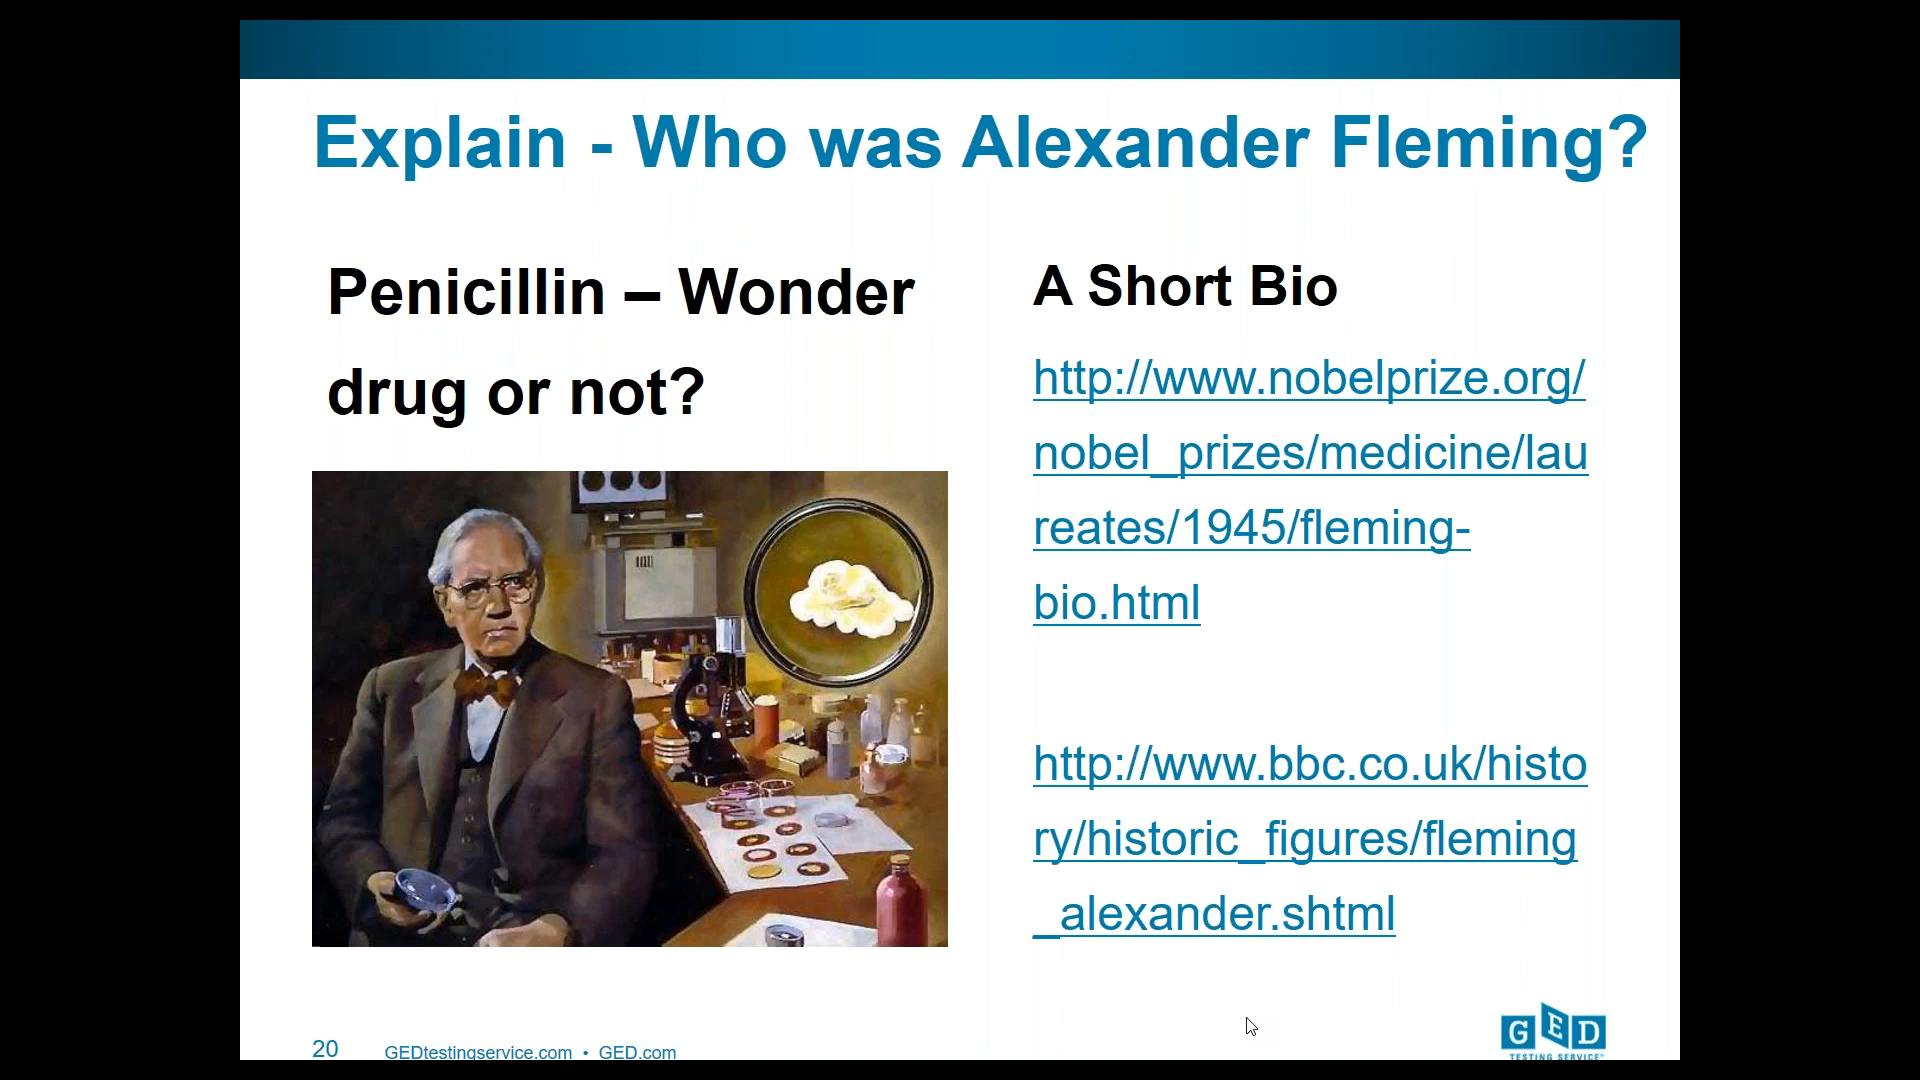 Explain - Who was Alexander Fleming?
Penicillin – Wonder
drug or not?
A Short Bio
http://www.nobelprize.org/
nobel_prizes/medicine/lau
reates/1945/fleming-
bio.html
http://www.bbc.co.uk/histo
ry/historic_figures/fleming
_alexander.shtml
20
GEDtestingservice.com • GED.com
GED
TESTING SERVICE